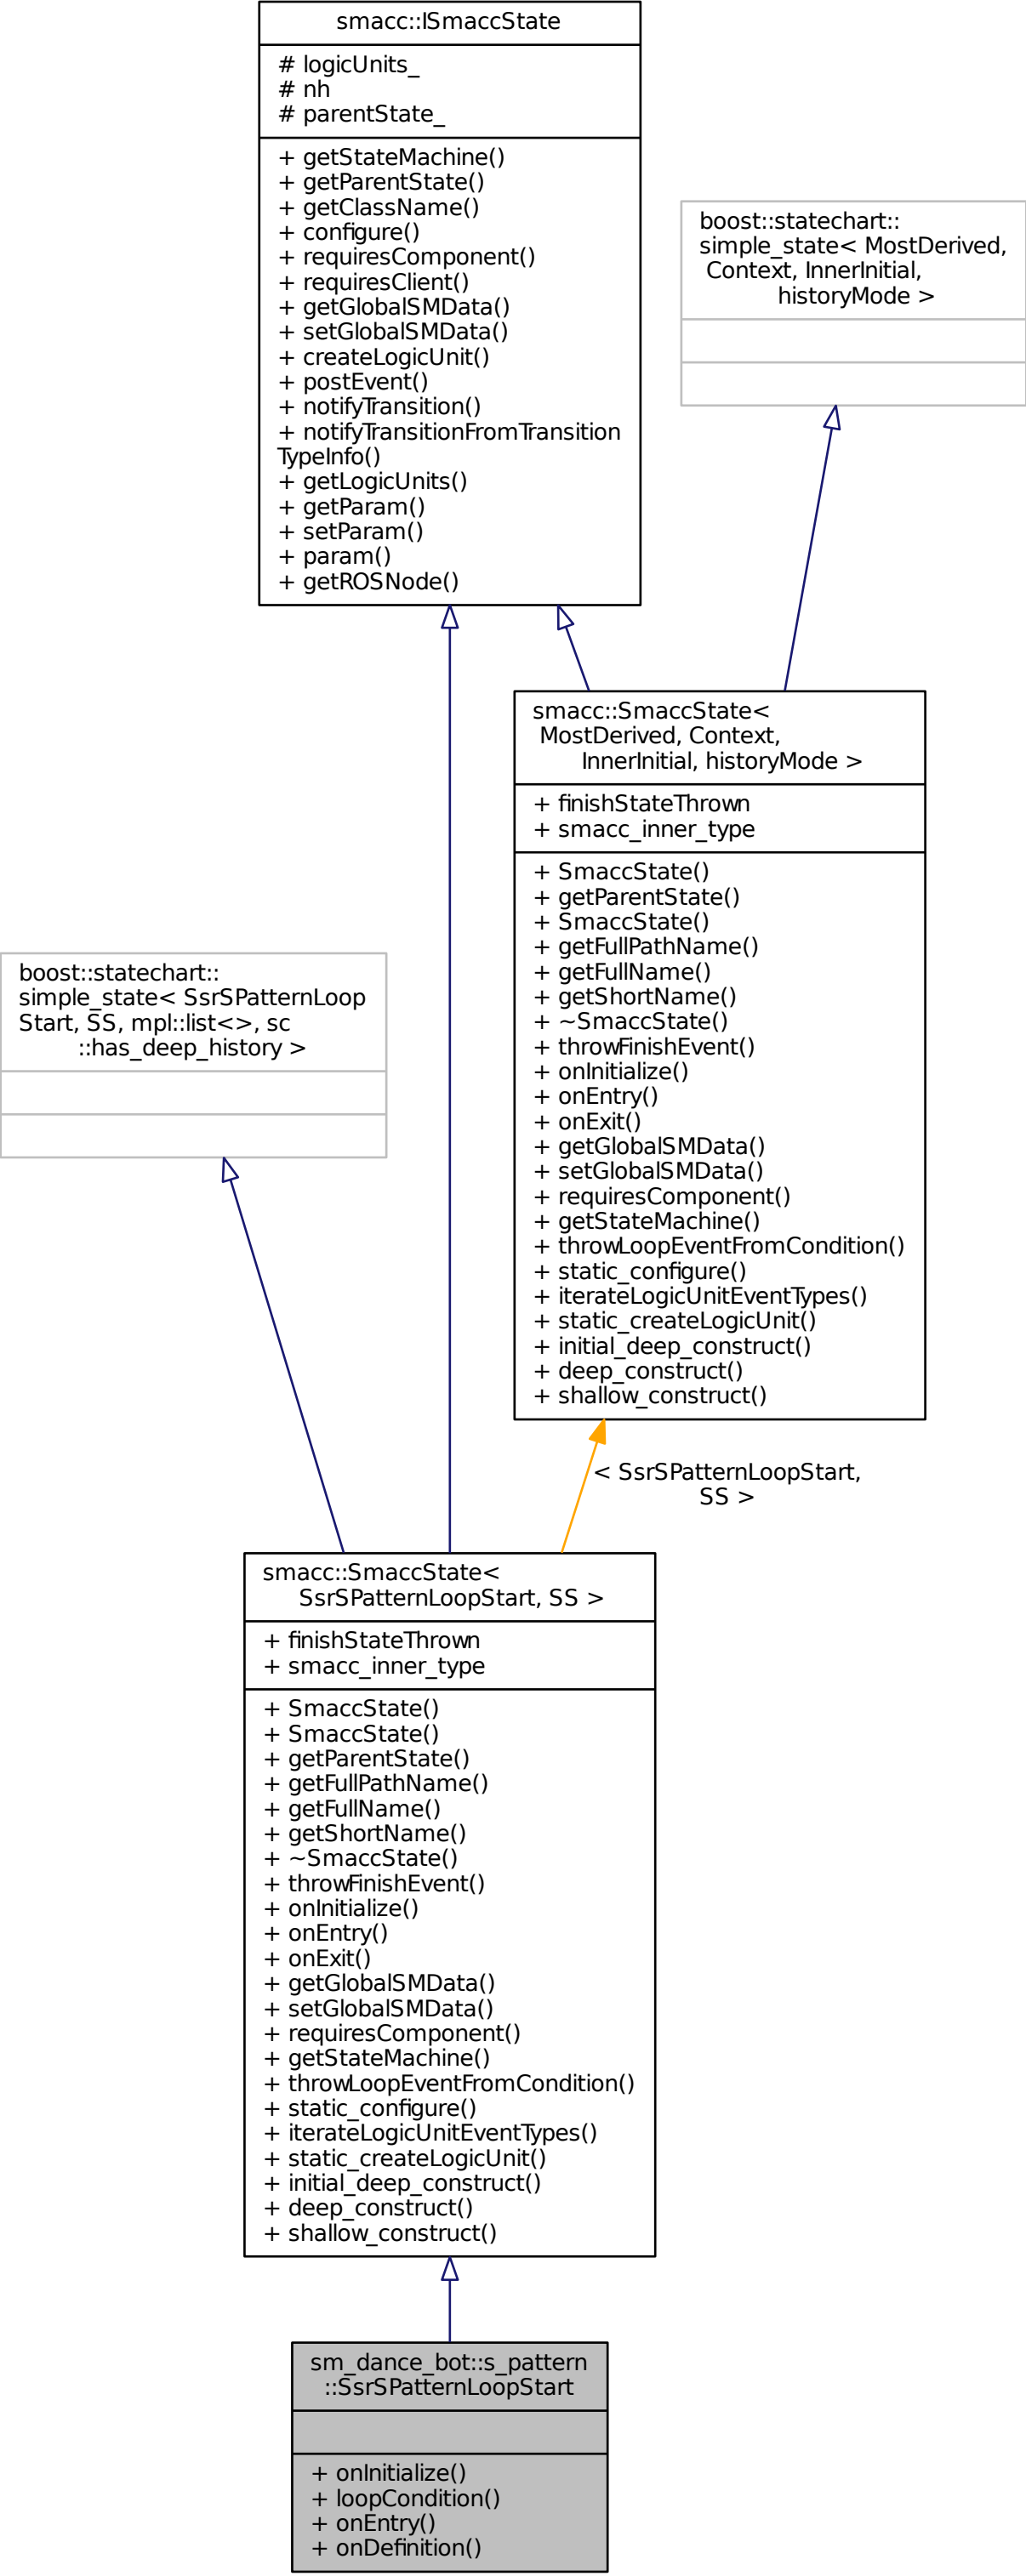 smacc::ISmaccState
# logicUnits_
# nh
# parentState_
+ getStateMachine()
+ getParentState()
+ getClassName()
+ configure()
+ requiresComponent()
+ requiresClient()
+ getGlobalSMData()
+ setGlobalSMData()
+ createLogicUnit()
+ postEvent()
+ notifyTransition()
+ notifyTransitionFromTransition
TypeInfo()
+ getLogicUnits()
+ getParam()
+ setParam()
+ param()
+ getROSNode()
boost::statechart::
simple_state< MostDerived,
Context, InnerInitial,
historyMode >
smacc::SmaccState<
MostDerived, Context,
InnerInitial, historyMode >
+ finishStateThrown
+ smacc_inner_type
+ SmaccState()
+ getParentState()
+ SmaccState()
+ getFullPathName()
+ getFullName()
+ getShortName()
+ ~SmaccState()
+ throwFinishEvent()
+ onInitialize()
+ onEntry()
+ onExit()
+ getGlobalSMData()
+ setGlobalSMData()
+ requiresComponent()
+ getStateMachine()
+ throwLoopEventFromCondition()
+ static_configure()
+ iterateLogicUnitEventTypes()
+ static_createLogicUnit()
+ initial_deep_construct()
+ deep_construct()
+ shallow_construct()
boost::statechart::
simple_state< SsrSPatternLoop
Start, SS, mpl::list<>, sc
::has_deep_history >
< SsrSPatternLoopStart,
SS >
smacc::SmaccState<
SsrSPatternLoopStart, SS >
+ finishStateThrown
+ smacc_inner_type
+ SmaccState()
+ SmaccState()
+ getParentState()
+ getFullPathName()
+ getFullName()
+ getShortName()
+ ~SmaccState()
+ throwFinishEvent()
+ onInitialize()
+ onEntry()
+ onExit()
+ getGlobalSMData()
+ setGlobalSMData()
+ requiresComponent()
+ getStateMachine()
+ throwLoopEventFromCondition()
+ static_configure()
+ iterateLogicUnitEventTypes()
+ static_createLogicUnit()
+ initial_deep_construct()
+ deep_construct()
+ shallow_construct()
sm_dance_bot::s_pattern
::SsrSPatternLoopStart
+ onInitialize()
+ loopCondition()
+ onEntry()
+ onDefinition()